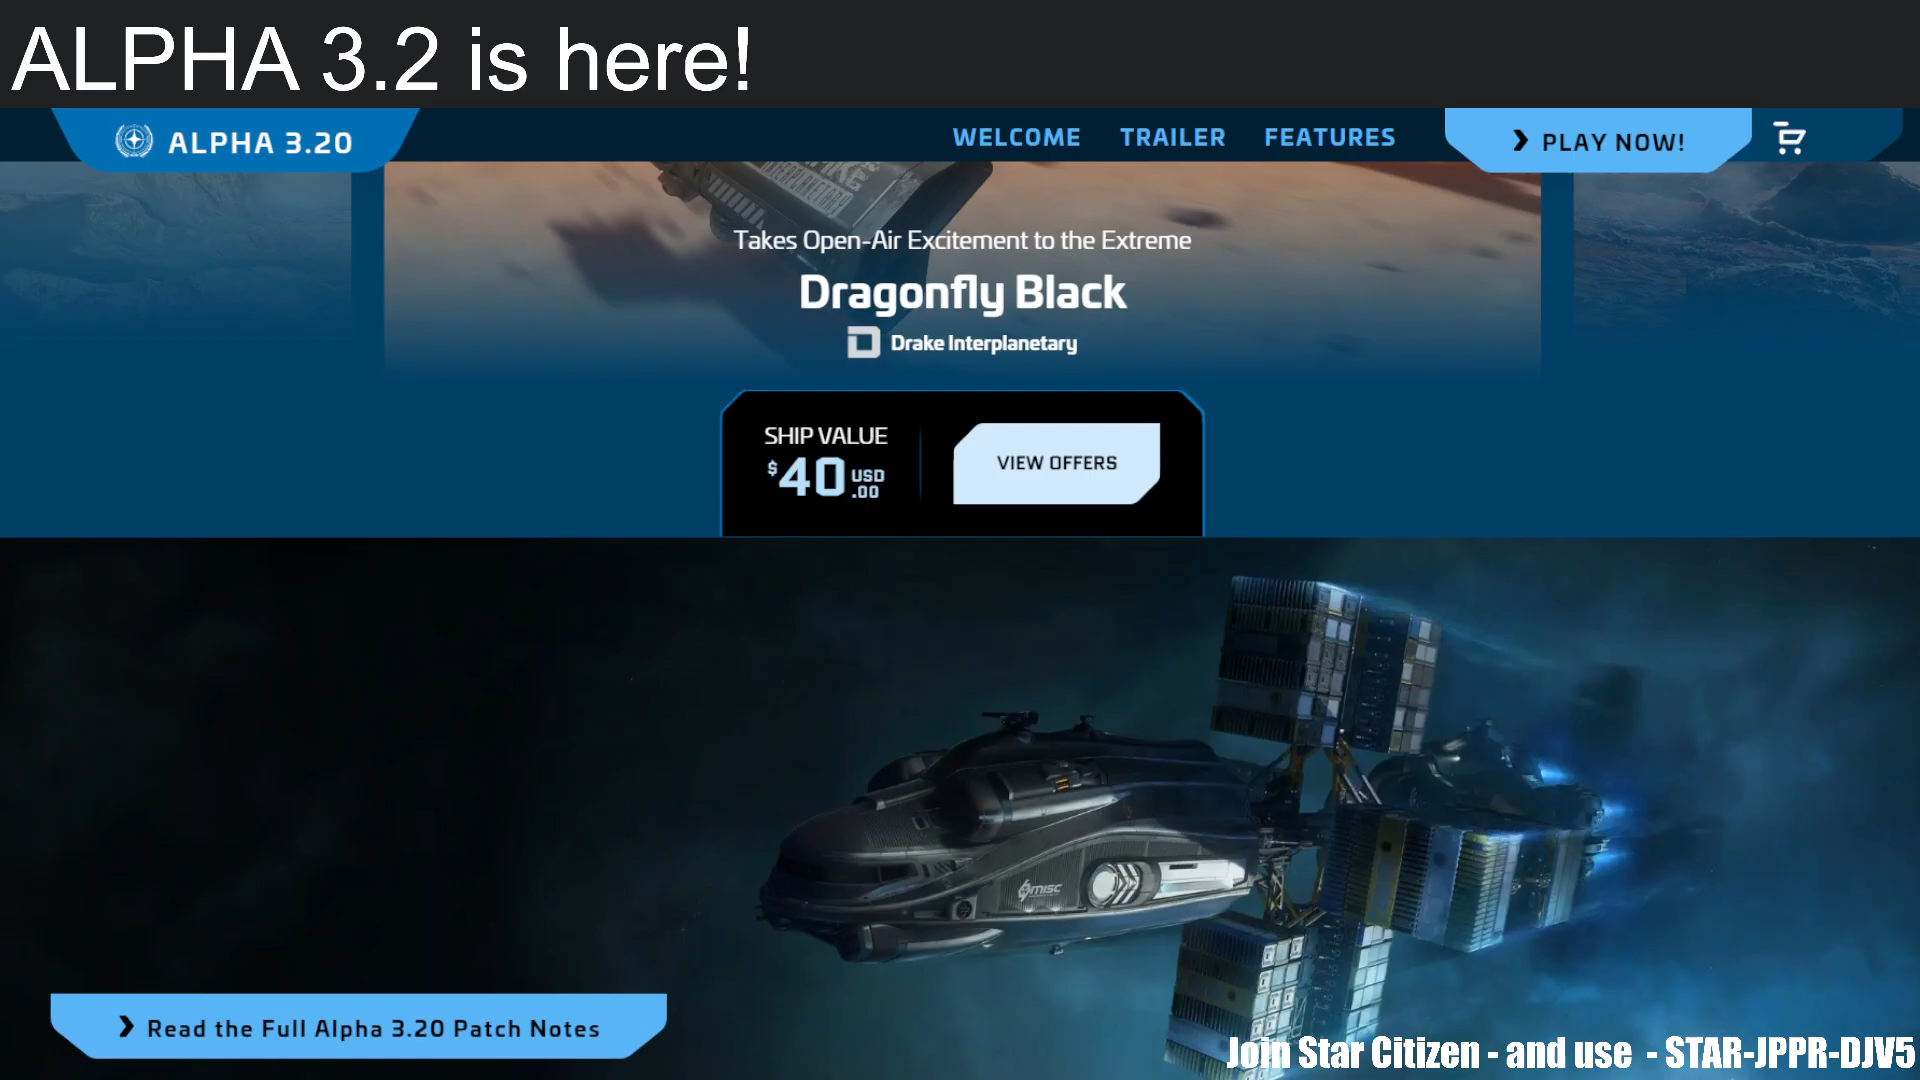 ALPHA 3.2 is here!
ALPHA 3.20
WELCOME TRAILER FEATURES
PLAY NOW!
INTERPLANETARY
Takes Open-Air Excitement to the Extreme
Dragonfly Black
Drake Interplanetary
SHIP VALUE
$40 USD .00
VIEW OFFERS
MISC
Read the Full Alpha 3.20 Patch Notes
Join Star Citizen - and use - STAR-JPPR-DJV5